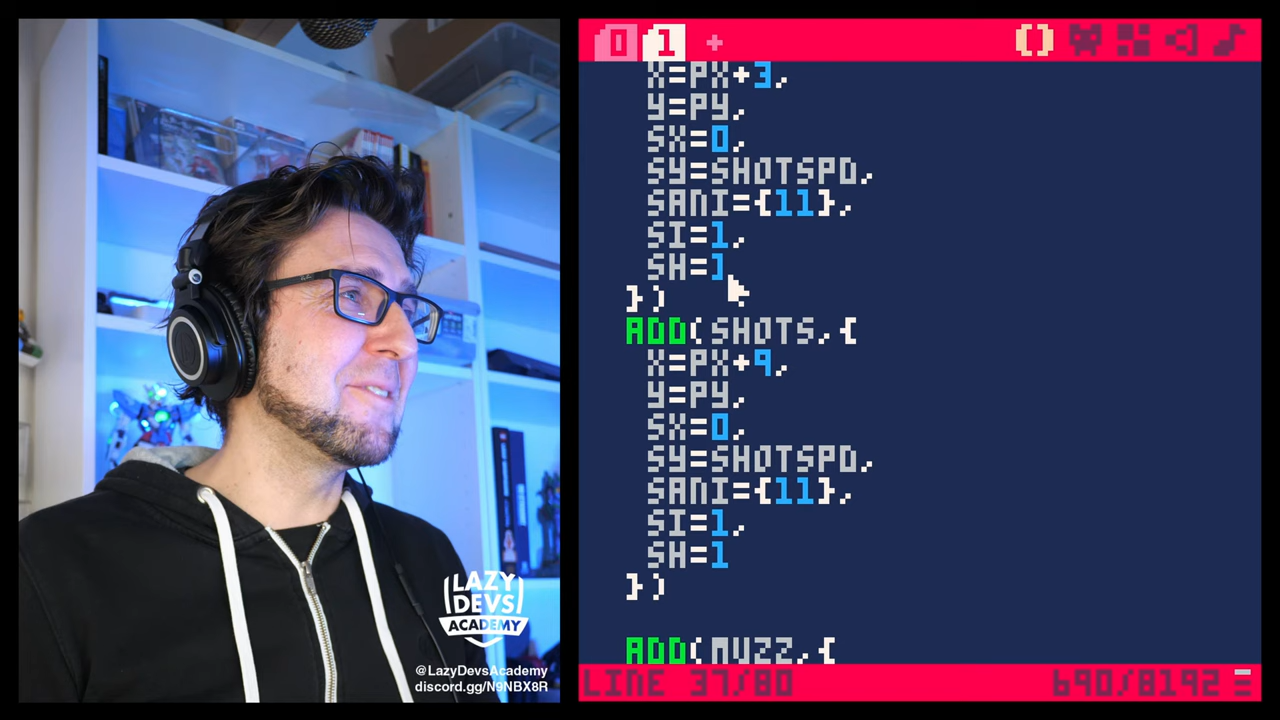 0 1 +
X=PX+3,
Y=PY,
SX=0,
SY=SHOTSPD,
SANI={11},
SI=1,
SH=1
})
ADD(SHOTS,{
X=PX+9,
Y=PY,
SX=0,
SY=SHOTSPD,
SANI={11},
SI=1,
SH=1
})
ADD(MUZZ,{
LINE 37/80
690/8192
LAZY
DEVS
ACADEMY
@LazyDevsAcademy
discord.gg/N9NBX8R